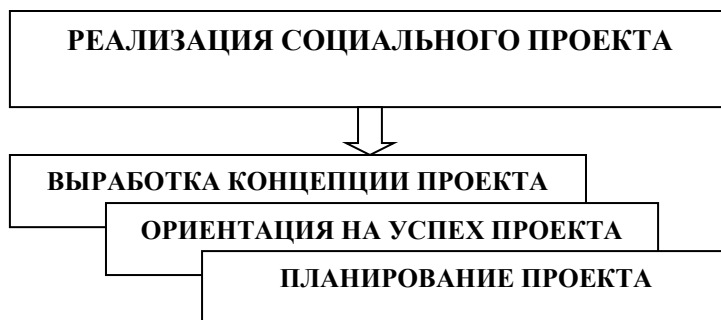 РЕАЛИЗАЦИЯ СОЦИАЛЬНОГО ПРОЕКТА
ВЫРАБОТКА КОНЦЕПЦИИ ПРОЕКТА
ОРИЕНТАЦИЯ НА УСПЕХ ПРОЕКТА
ПЛАНИРОВАНИЕ ПРОЕКТА